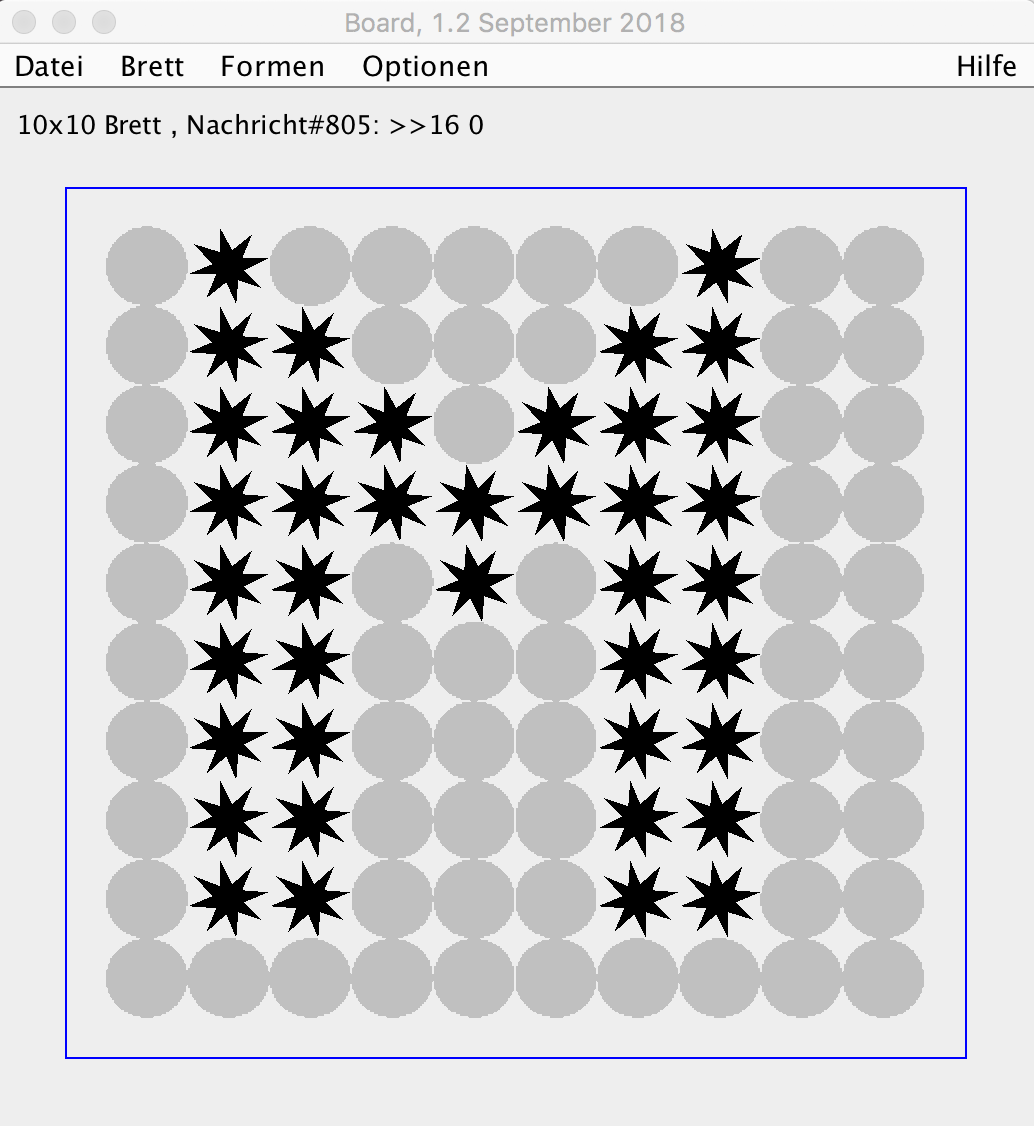 Board, 1.2 September 2018
Datei Brett Formen Optionen Hilfe
10x10 Brett , Nachricht#805: >>16 0